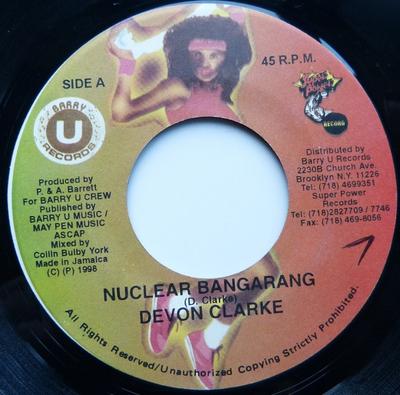 SIDE A
45 R.P.M.
BARRY
U
RECORDS
RECORD
Produced by
P. & A. Barrett
For BARRY U CREW
Published by
BARRY U MUSIC /
MAY PEN MUSIC
ASCAP
Mixed by
Collin Bulby York
Made in Jamaica
(C) (P) 1998
Distributed by
Barry U Records
2230B Church Ave.
Brooklyn N.Y. 11226
Tel: (718) 4699351
Super Power
Records
Tel: (718)2827709 / 7746
Fax: (718) 469-8056
1
NUCLEAR BANGARANG
(D. Clarke)
DEVON CLARKE
All Rights Reserved/Unauthorized Copying Strictly Prohibited.